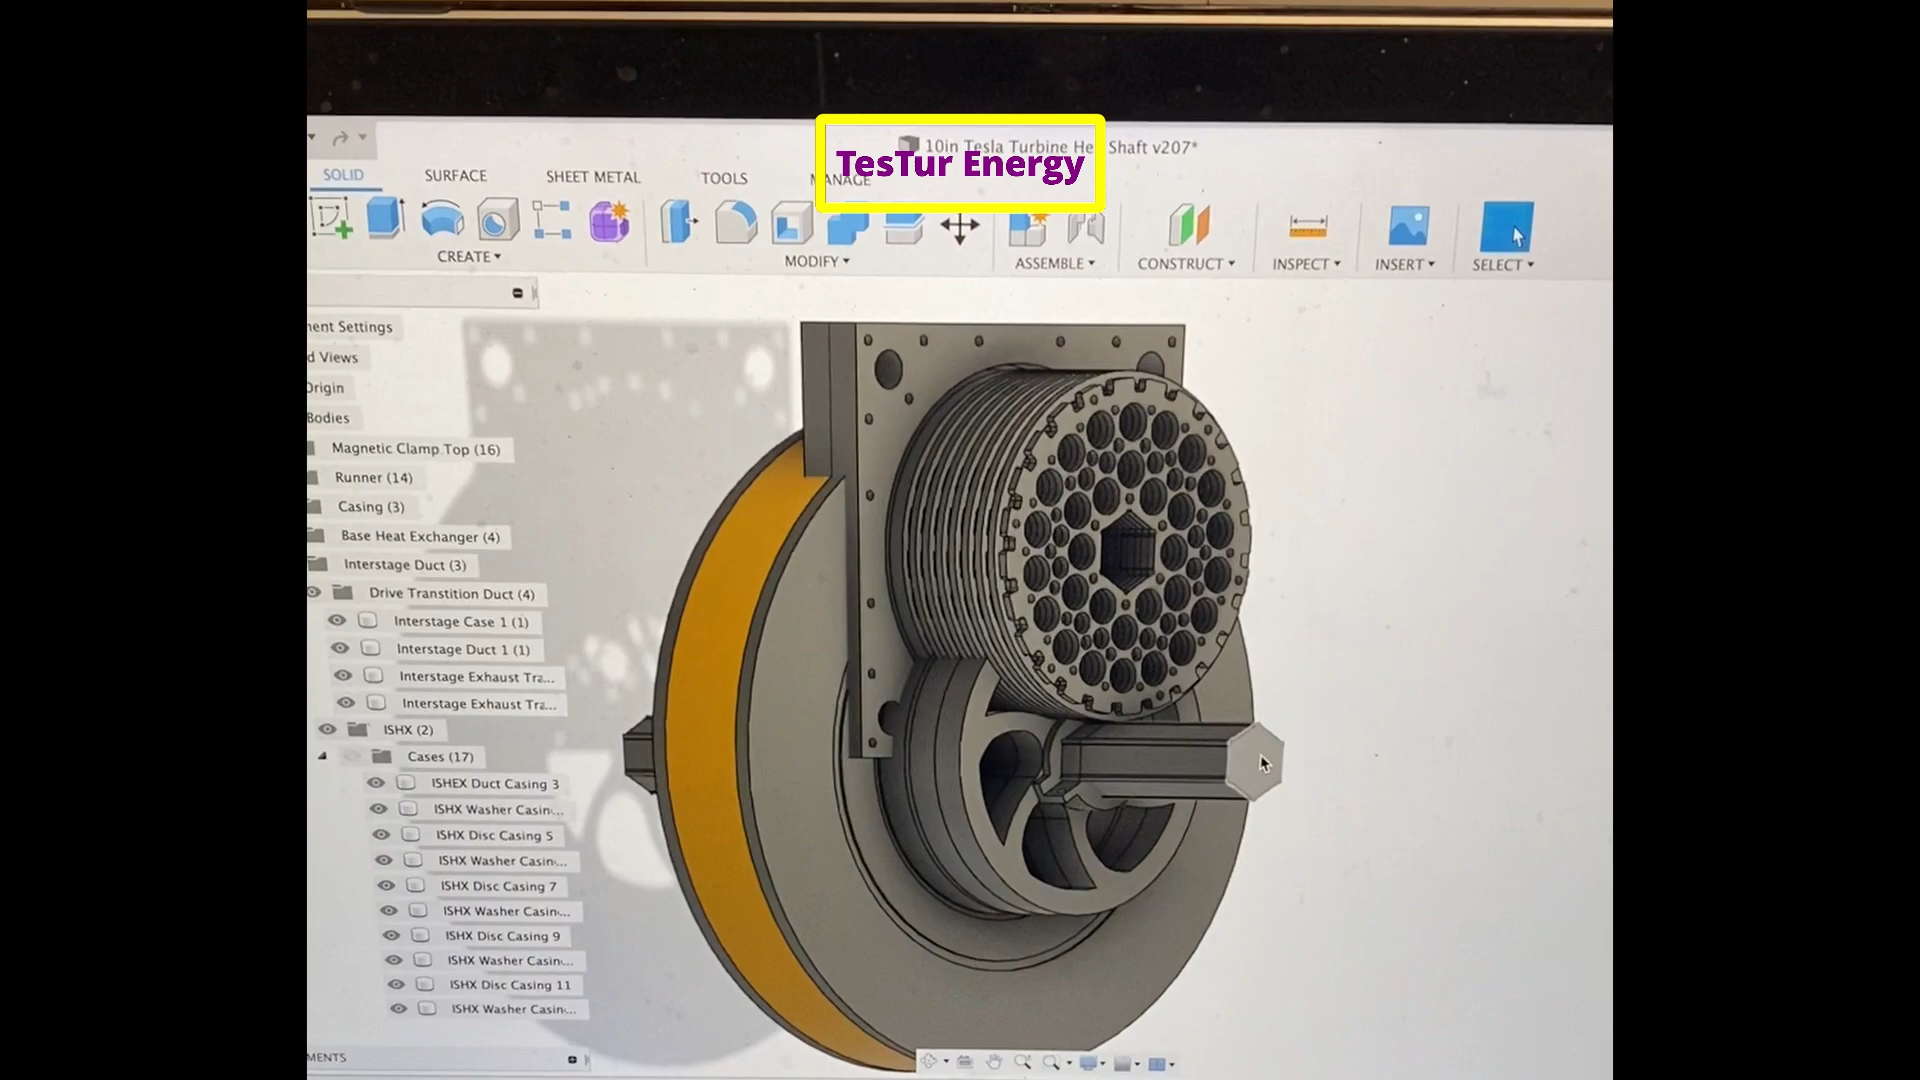 10in Tesla Turbine He Shaft v207*
TesTur Energy
SOLID SURFACE SHEET METAL TOOLS MANAGE
CREATE MODIFY ASSEMBLE CONSTRUCT INSPECT INSERT SELECT
ent Settings
d Views
Origin
Bodies
Magnetic Clamp Top (16)
Runner (14)
Casing (3)
Base Heat Exchanger (4)
Interstage Duct (3)
Drive Transtition Duct (4)
Interstage Case 1 (1)
Interstage Duct 1 (1)
Interstage Exhaust Tra...
Interstage Exhaust Tra...
ISHX (2)
Cases (17)
ISHEX Duct Casing 3
ISHX Washer Casin...
ISHX Disc Casing 5
ISHX Washer Casin...
ISHX Disc Casing 7
ISHX Washer Casin...
ISHX Disc Casing 9
ISHX Washer Casin...
ISHX Disc Casing 11
ISHX Washer Casin...
MENTS